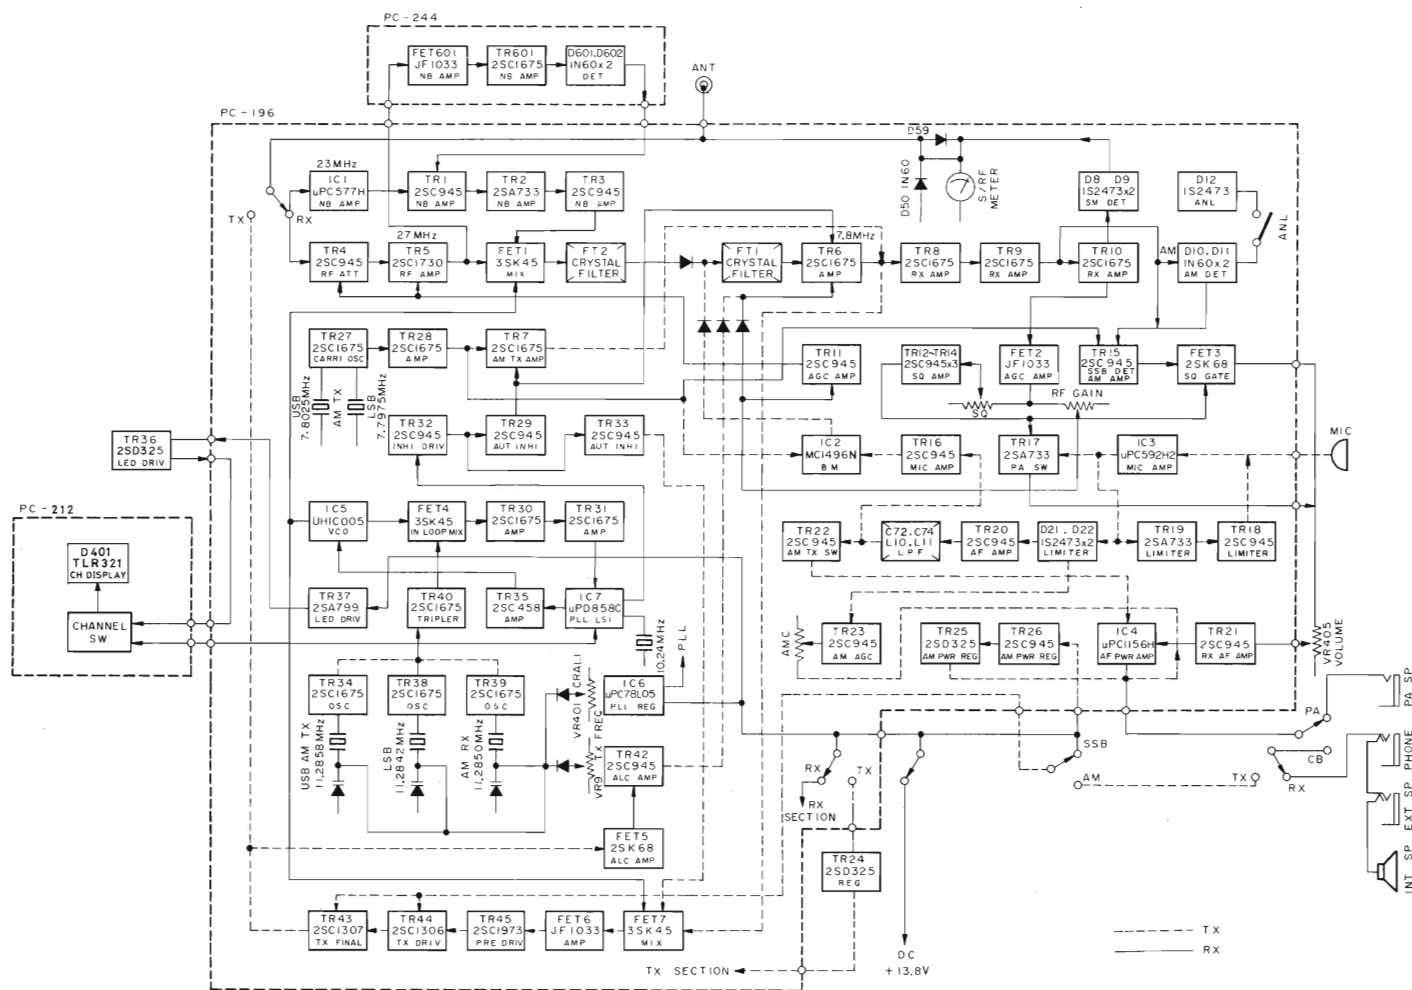 PC-244
FET601
JF1033
NB AMP
TR601
2SC1675
NB AMP
D601.D602
IN60x2
DET
ANT
PC-196
D59
23MHz
IC1
uPC577H
NB AMP
TR1
2SC945
NB AMP
TR2
2SA733
NB AMP
TR3
2SC945
NB AMP
D50 IN60
S/RF
METER
D8 D9
1S2473x2
SM DET
D12
1S2473
ANL
ANL
TX
RX
TR4
2SC945
RF ATT
27MHz
TR5
2SC1730
RF AMP
FET1
3SK45
MIX
FT2
CRYSTAL
FILTER
FT1
CRYSTAL
FILTER
7.8MHz
TR6
2SC1675
AMP
TR8
2SC1675
RX AMP
TR9
2SC1675
RX AMP
TR10
2SC1675
RX AMP
AM
D10.D11
IN60x2
AM DET
TR27
2SC1675
CARRI OSC
TR28
2SC1675
AMP
TR7
2SC1675
AM TX AMP
TR11
2SC945
AGC AMP
TR12~TR14
2SC945x3
SQ AMP
FET2
JF1033
AGC AMP
TR15
2SC945
SSB DET
AM AMP
FET3
2SK68
SQ GATE
USB
7.8025MHz
AM TX
LSB
7.7975MHz
SQ
RF GAIN
TR32
2SC945
INHI DRIV
TR29
2SC945
AUT INHI
TR33
2SC945
AUT INHI
IC2
MC1496N
BM
TR16
2SC945
MIC AMP
TR17
2SA733
PA SW
IC3
uPC592H2
MIC AMP
MIC
TR36
2SD325
LED DRIV
PC-212
D401
TLR321
CH DISPLAY
CHANNEL
SW
IC5
UHIC005
VCO
FET4
3SK45
IN LOOP MIX
TR30
2SC1675
AMP
TR31
2SC1675
AMP
TR22
2SC945
AM TX SW
C72.C74
L10.L11
LPF
TR20
2SC945
AF AMP
D21.D22
1S2473x2
LIMITER
TR19
2SA733
LIMITER
TR18
2SC945
LIMITER
TR37
2SA799
LED DRIV
TR40
2SC1675
TRIPLER
TR35
2SC458
AMP
IC7
uPD858C
PLL LSI
10.24MHz
PLL
AMC
TR23
2SC945
AM AGC
TR25
2SD325
AM PWR REG
TR26
2SC945
AM PWR REG
IC4
uPC1156H
AF PWR AMP
TR21
2SC945
RX AF AMP
VR405
VOLUME
TR34
2SC1675
OSC
TR38
2SC1675
OSC
TR39
2SC1675
OSC
VR401 CRAL1
IC6
uPC78L05
PLL REG
USB AM TX
11,2858MHz
LSB
11,2842MHz
AM RX
11,2850MHz
VR9 TX FREC
TR42
2SC945
ALC AMP
FET5
2SK68
ALC AMP
RX
RX
SECTION
TX
SSB
AM
TX
RX
PA
CB
PA SP
PHONE
EXT SP
INT SP
TR24
2SD325
REG
TR43
2SC1307
TX FINAL
TR44
2SC1306
TX DRIV
TR45
2SC1973
PRE DRIV
FET6
JF1033
AMP
FET7
3SK45
MIX
TX SECTION
DC
+13.8V
TX
RX